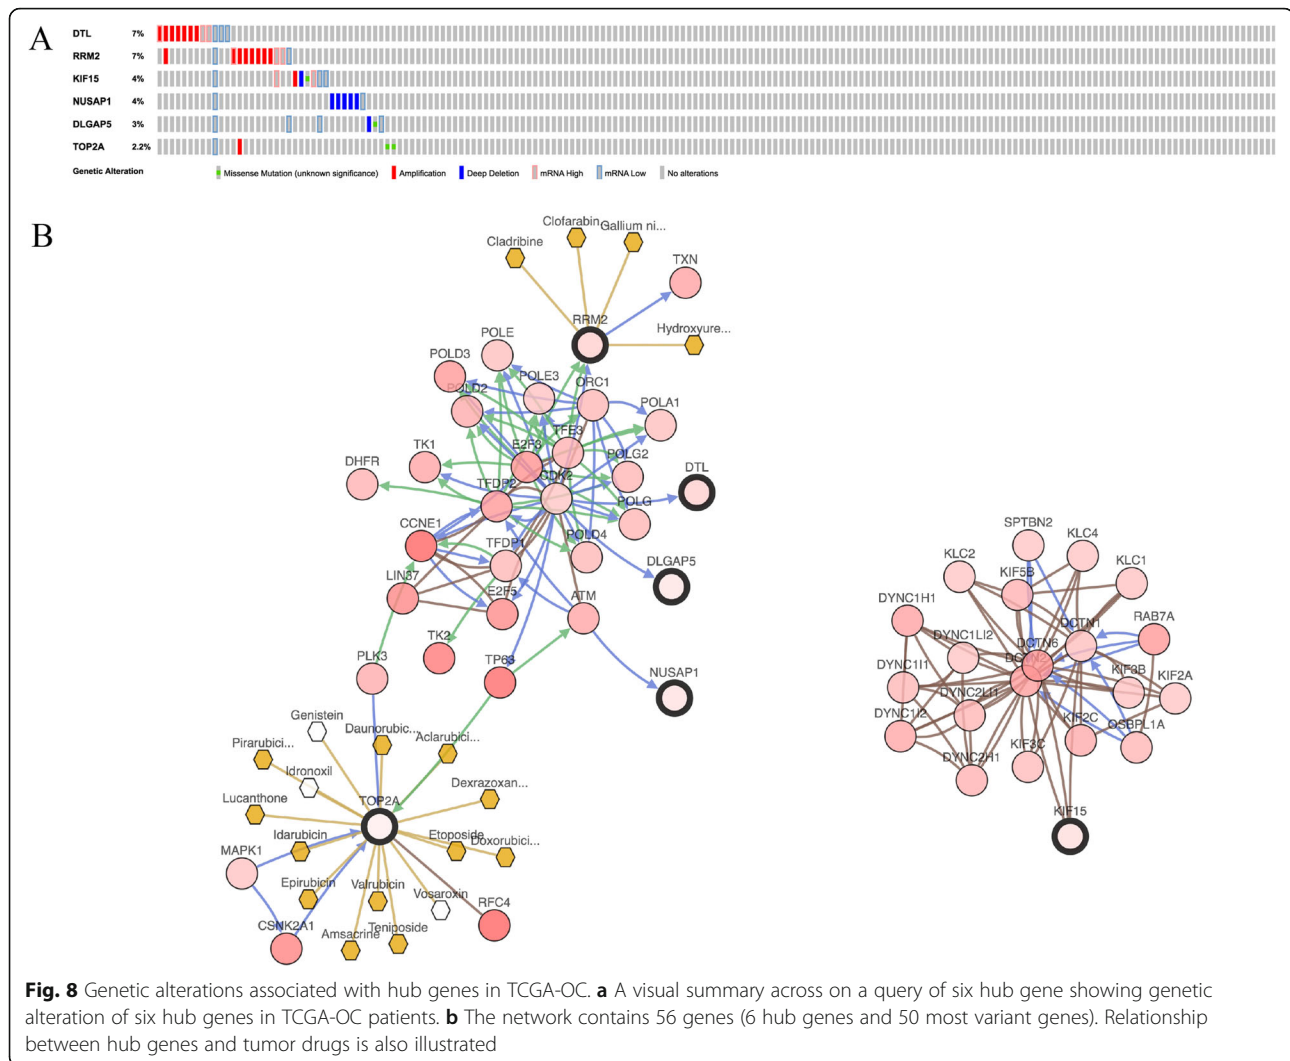 A
DTL 7%
RRM2 7%
KIF15 4%
NUSAP1 4%
DLGAP5 3%
TOP2A 2.2%
Genetic Alteration Missense Mutation (unknown significance) Amplification Deep Deletion mRNA High mRNA Low No alterations
B
Clofarabin...
Gallium ni...
Cladribine
TXN
RRM2
Hydroxyure...
POLE
POLD3
POLE3
ORC1
POLD2
POLA1
TFE3
E2F3
TK1
POLG2
DHFR
CDK2
DTL
TFDP2
POLG
CCNE1
TFDP1
POLD4
DLGAP5
LIN37
E2F5
ATM
TK2
PLK3
TP63
NUSAP1
Genistein
Daunorubic...
Aclarubici...
Pirarubici...
Idronoxil
Dexrazoxan...
Lucanthone
TOP2A
Idarubicin
Etoposide
Doxorubici...
MAPK1
Epirubicin
Valrubicin
Vosaroxin
RFC4
CSNK2A1
Amsacrine
Teniposide
SPTBN2
KLC4
KLC2
KIF5B
KLC1
DYNC1H1
DCTN1
RAB7A
DYNC1LI2
DCTN6
DYNC1I1
KIF3B
KIF2A
DYNC2LI1
DYNC1I2
KIF2C
OSBPL1A
KIF3C
DYNC2H1
KIF15
Fig. 8 Genetic alterations associated with hub genes in TCGA-OC. a A visual summary across on a query of six hub gene showing genetic
alteration of six hub genes in TCGA-OC patients. b The network contains 56 genes (6 hub genes and 50 most variant genes). Relationship
between hub genes and tumor drugs is also illustrated